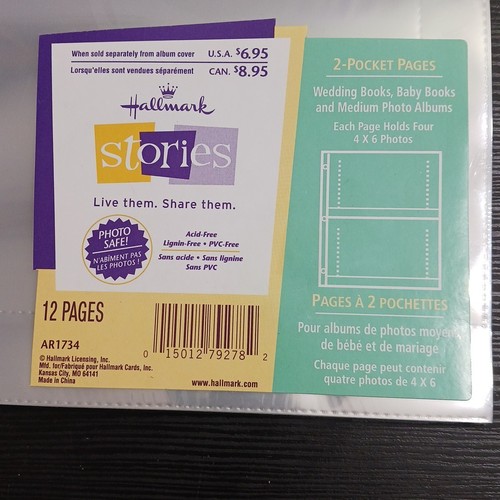 When sold separately from album cover U.S.A. $6.95
Lorsqu'elles sont vendues séparément CAN. $8.95
Hallmark
stories
Live them. Share them.
PHOTO
SAFE!
N'ABÎMENT PAS
LES PHOTOS !
Acid-Free
Lignin-Free • PVC-Free
Sans acide • Sans lignine
Sans PVC
12 PAGES
AR1734
© Hallmark Licensing, Inc.
Mfd. for/Fabriqué pour Hallmark Cards, Inc.
Kansas City, MO 64141
Made in China
0 15012 79278 2
www.hallmark.com
2-POCKET PAGES
Wedding Books, Baby Books
and Medium Photo Albums
Each Page Holds Four
4 X 6 Photos
PAGES À 2 POCHETTES
Pour albums de photos moyens
de bébé et de mariage
Chaque page peut contenir
quatre photos de 4 X 6